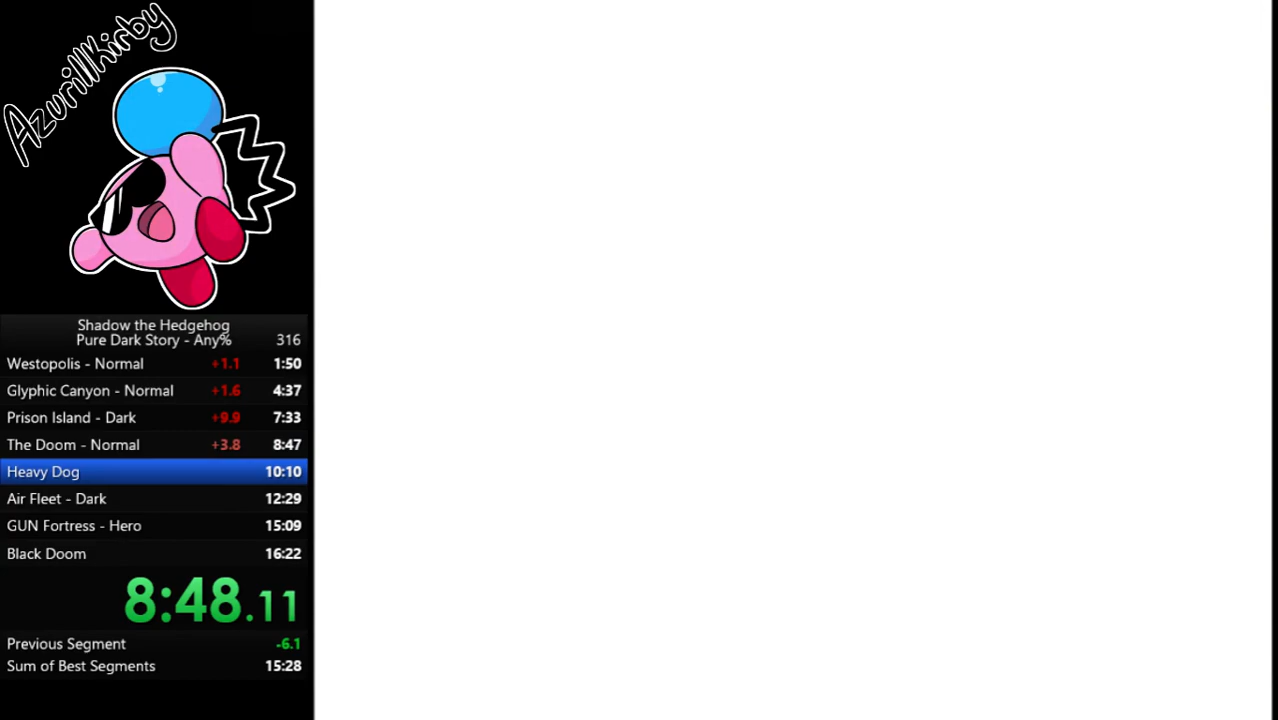 AzurillKirby
Shadow the Hedgehog
Pure Dark Story - Any% 316
Westopolis - Normal +1.1 1:50
Glyphic Canyon - Normal +1.6 4:37
Prison Island - Dark +9.9 7:33
The Doom - Normal +3.8 8:47
Heavy Dog 10:10
Air Fleet - Dark 12:29
GUN Fortress - Hero 15:09
Black Doom 16:22
8:48.11
Previous Segment -6.1
Sum of Best Segments 15:28